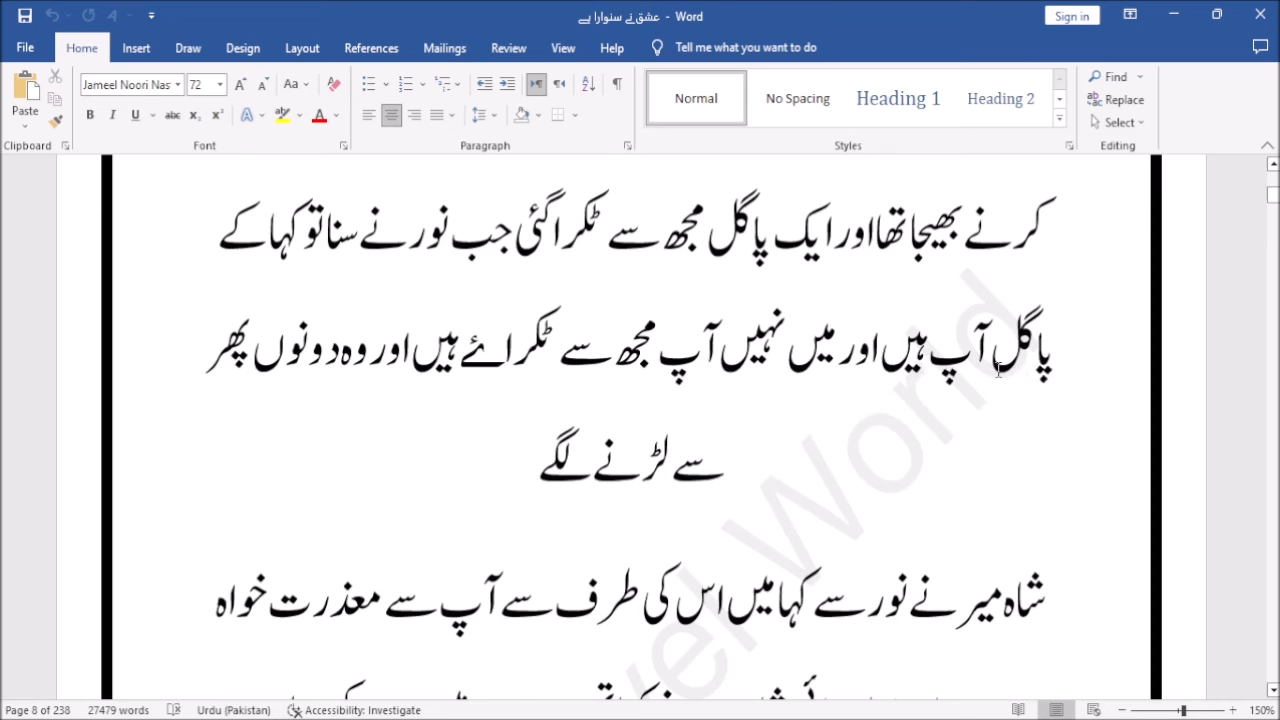 عشق نے سنوارا ہے - Word
Sign in
File Home Insert Draw Design Layout References Mailings Review View Help Tell me what you want to do
Paste
Jameel Noori Nas 72
Normal
No Spacing
Heading 1
Heading 2
Find
Replace
Select
Clipboard Font Paragraph Styles Editing
کرنے بھیجا تھا اور ایک پاگل مجھ سے ٹکرا گئی جب نور نے سنا تو کہا کے
پاگل آپ ہیں اور میں نہیں آپ مجھ سے ٹکرائے ہیں اور وہ دونوں پھر
سے لڑنے لگے
شاہ میر نے نور سے کہا میں اس کی طرف سے آپ سے معذرت خواہ
vel World
Page 8 of 238 27479 words Urdu (Pakistan) Accessibility: Investigate 150%